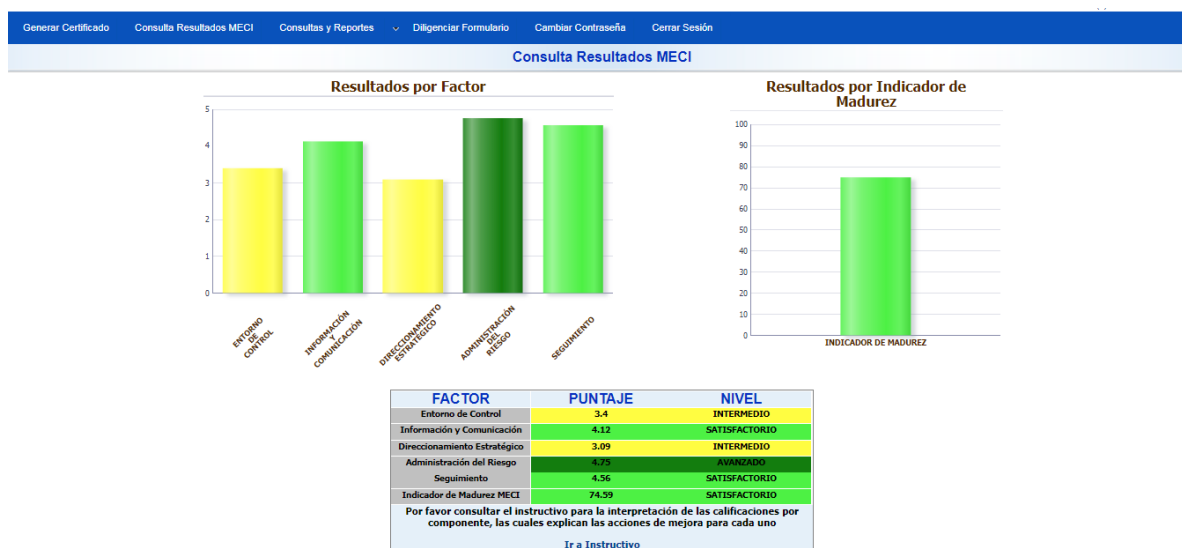 Generar Certificado Consulta Resultados MECI Consultas y Reportes Diligenciar Formulario Cambiar Contraseña Cerrar Sesión
Consulta Resultados MECI
Resultados por Factor
5
4
3
2
1
0
ENTORNO
DE
CONTROL
INFORMACIÓN
Y
COMUNICACIÓN
DIRECCIONAMIENTO
ESTRATÉGICO
ADMINISTRACIÓN
DEL
RIESGO
SEGUIMIENTO
Resultados por Indicador de
Madurez
100
90
80
70
60
50
40
30
20
10
0
INDICADOR DE MADUREZ
FACTOR PUNTAJE NIVEL
Entorno de Control 3.4 INTERMEDIO
Información y Comunicación 4.12 SATISFACTORIO
Direccionamiento Estratégico 3.09 INTERMEDIO
Administración del Riesgo 4.75 AVANZADO
Seguimiento 4.56 SATISFACTORIO
Indicador de Madurez MECI 74.59 SATISFACTORIO
Por favor consultar el instructivo para la interpretación de las calificaciones por
componente, las cuales explican las acciones de mejora para cada uno
Ir a Instructivo